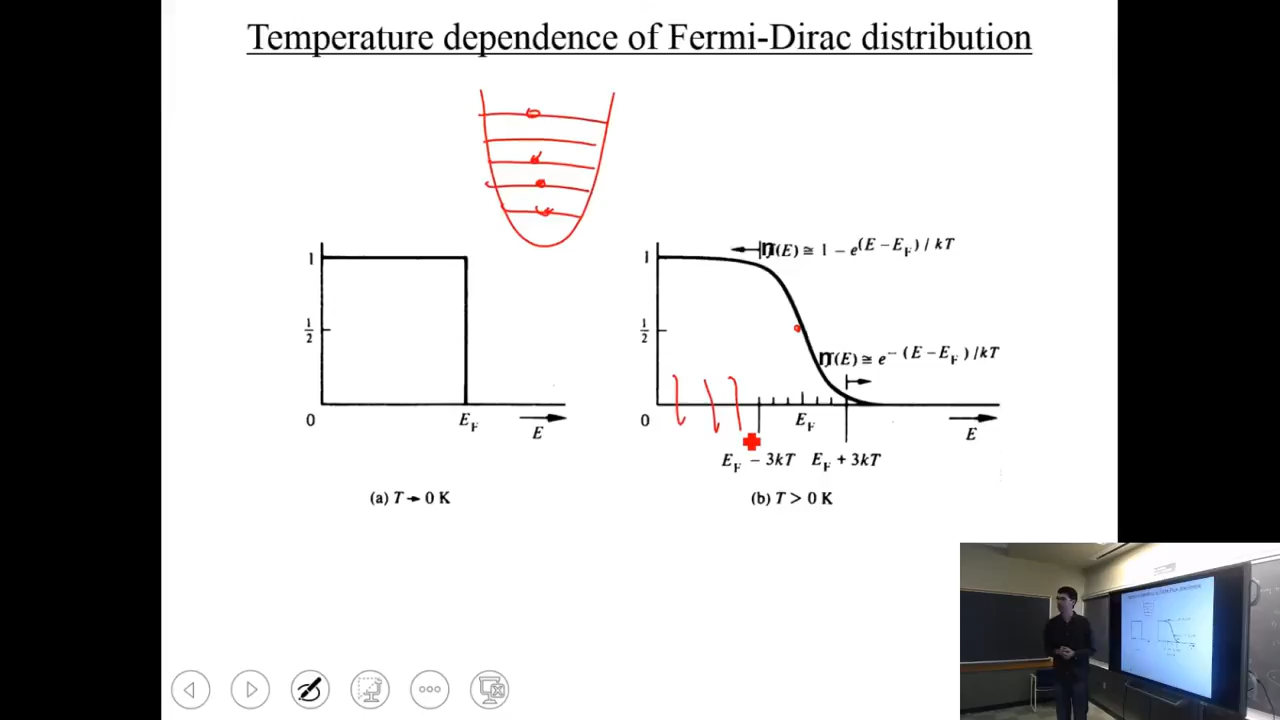 Temperature dependence of Fermi-Dirac distribution
1
1/2
0
E_F
E
(a) T → 0 K
1
1/2
0
η(E) ≅ 1 − e^(E − E_F) / kT
η(E) ≅ e^− (E − E_F) /kT
E_F
E
E_F − 3kT
E_F + 3kT
(b) T > 0 K